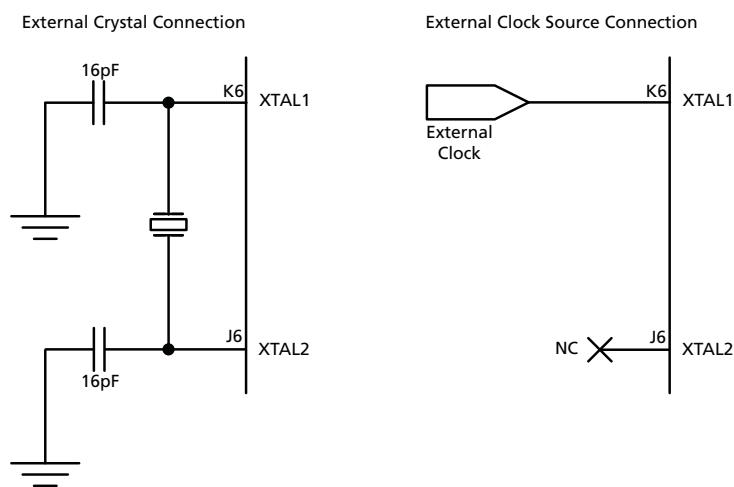 External Crystal Connection
16pF
K6
XTAL1
J6
XTAL2
16pF
External Clock Source Connection
K6
XTAL1
External
Clock
NC
J6
XTAL2